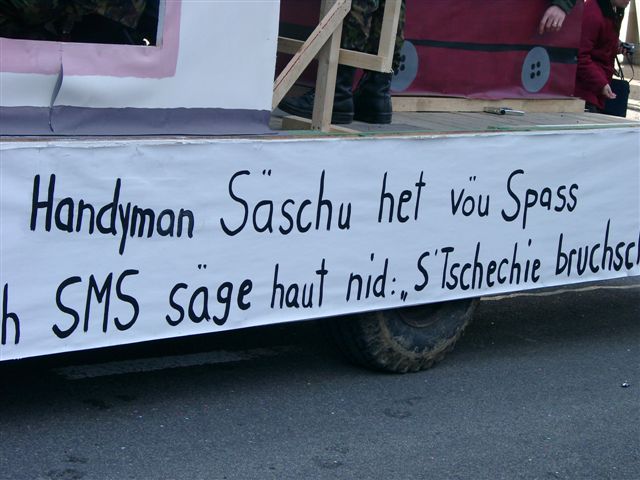 Handyman Säschu het vöu Spass
h SMS säge haut nid: „S'Tschechie bruchsch